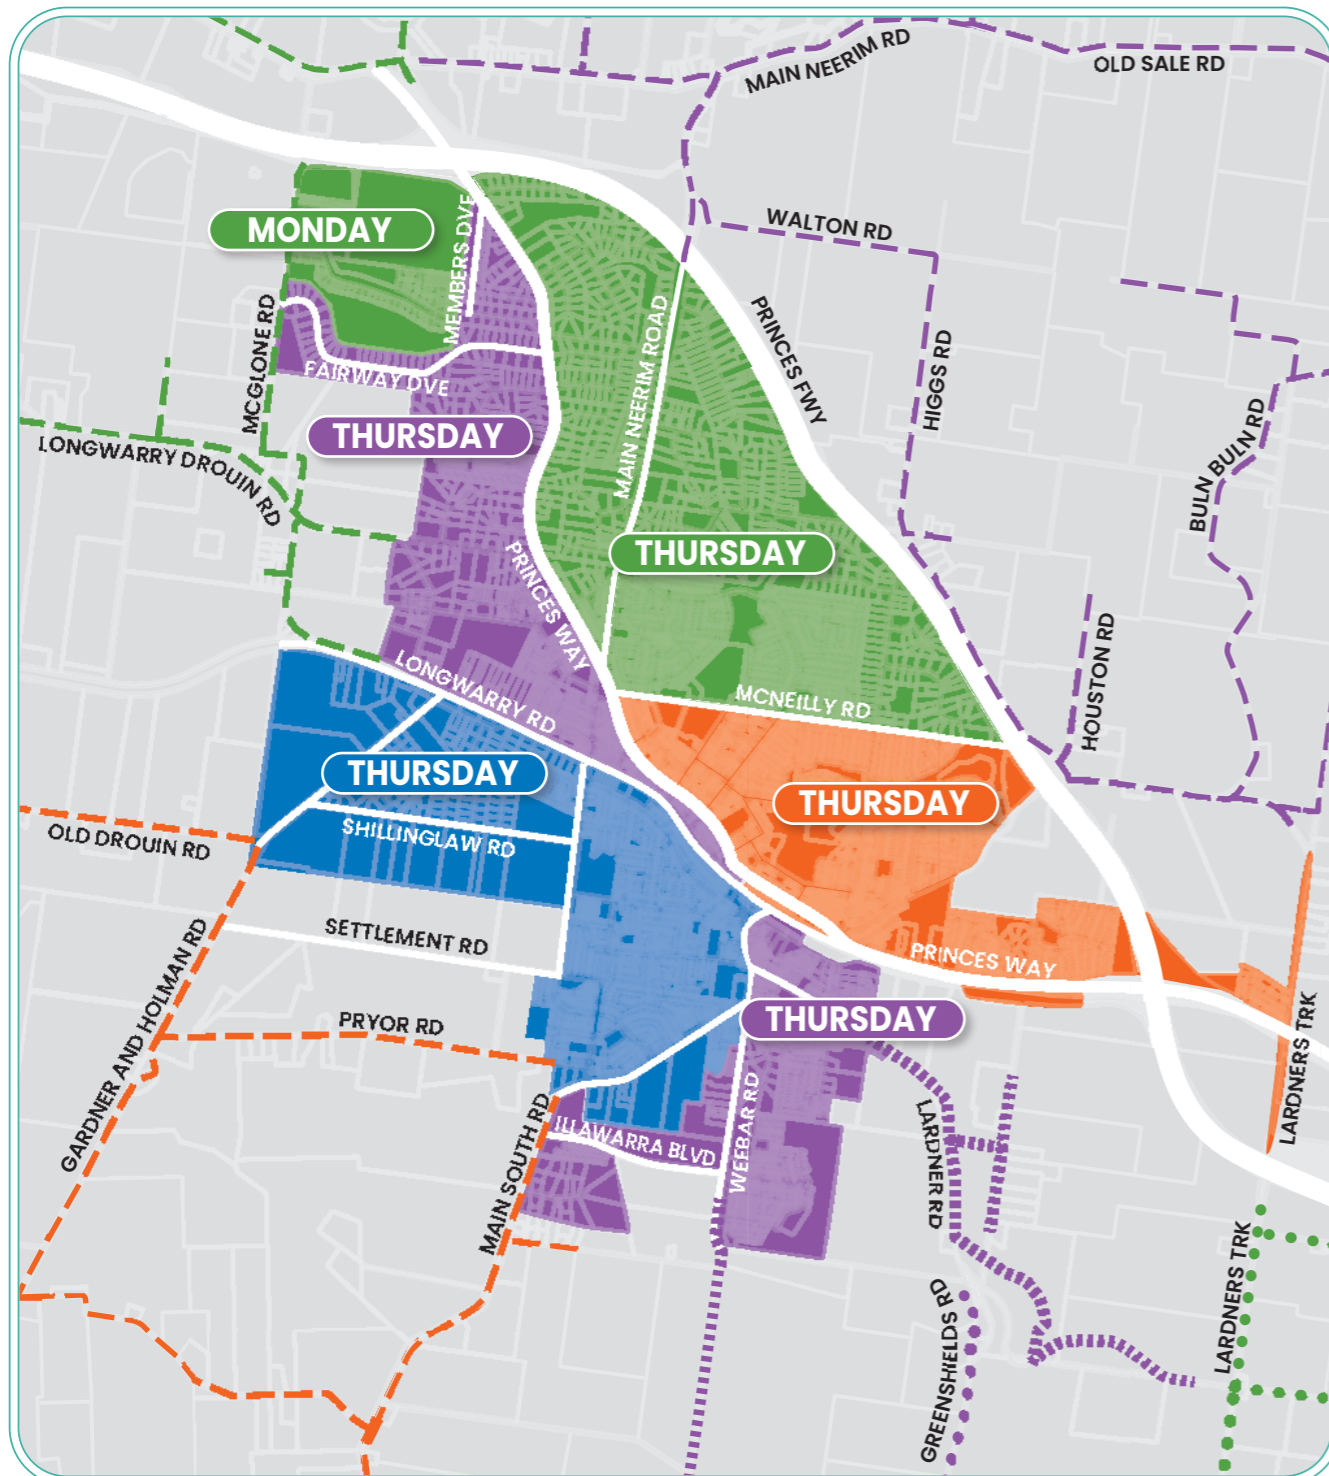 MAIN NEERIM RD
OLD SALE RD
MONDAY
MEMBERS DVE
WALTON RD
MCGLONE RD
FAIRWAY DVE
MAIN NEERIM ROAD
PRINCES FWY
HIGGS RD
THURSDAY
LONGWARRY DROUIN RD
BULN BULN RD
THURSDAY
PRINCES WAY
LONGWARRY RD
MCNEILLY RD
HOUSTON RD
THURSDAY
THURSDAY
OLD DROUIN RD
SHILLINGLAW RD
SETTLEMENT RD
PRINCES WAY
GARDNER AND HOLMAN RD
PRYOR RD
THURSDAY
LARDNERS TRK
WEEBAR RD
ILLAWARRA BLVD
MAIN SOUTH RD
LARDNER RD
LARDNERS TRK
GREENSHIELDS RD